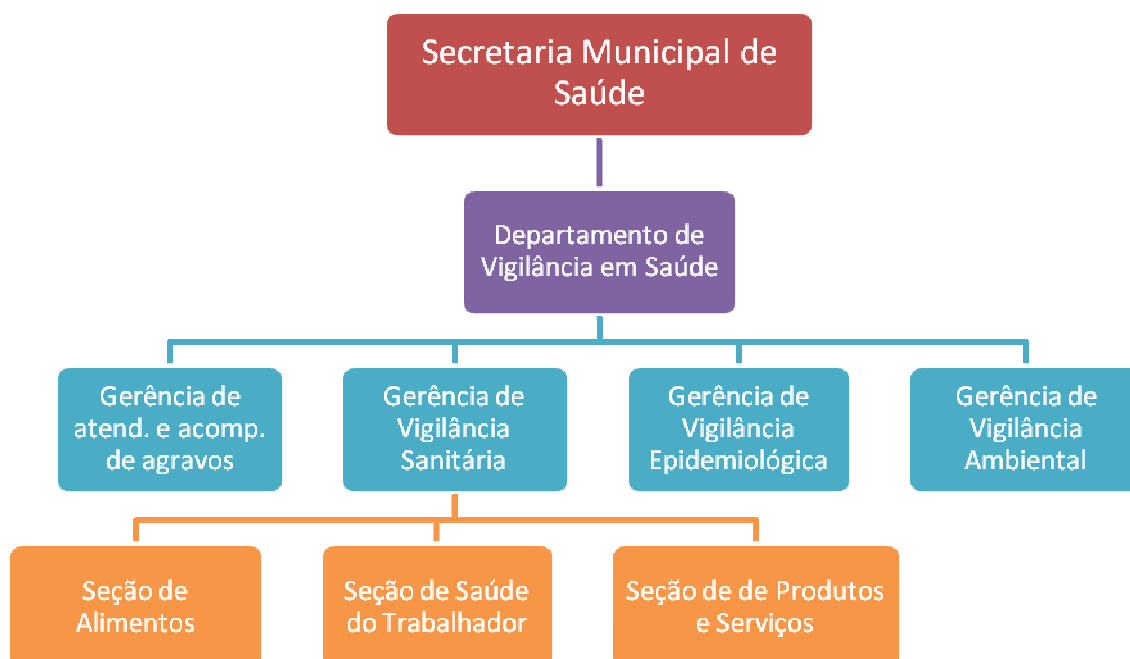 Secretaria Municipal de
Saúde
Departamento de
Vigilância em Saúde
Gerência de
atend. e acomp.
de agravos
Gerência de
Vigilância
Sanitária
Gerência de
Vigilância
Epidemiológica
Gerência de
Vigilância
Ambiental
Seção de
Alimentos
Seção de Saúde
do Trabalhador
Seção de de Produtos
e Serviços